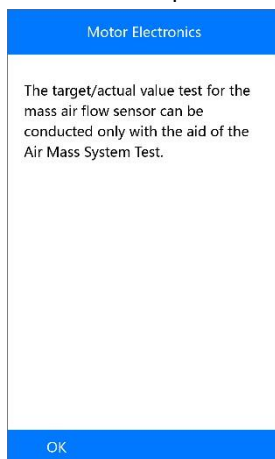 Motor Electronics
The target/actual value test for the
mass air flow sensor can be
conducted only with the aid of the
Air Mass System Test.
OK